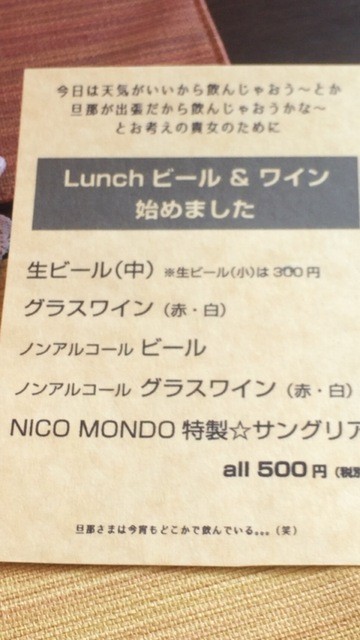 今日は天気がいいから飲んじゃおう～とか
旦那が出張だから飲んじゃおうかな～
とお考えの貴女のために
Lunch ビール & ワイン
始めました
生ビール(中) ※生ビール(小)は 300 円
グラスワイン (赤・白)
ノンアルコール ビール
ノンアルコール グラスワイン (赤・白)
NICO MONDO 特製☆サングリア
all 500 円 (税別
旦那さまは今宵もどこかで飲んでいる｡｡｡ (笑)